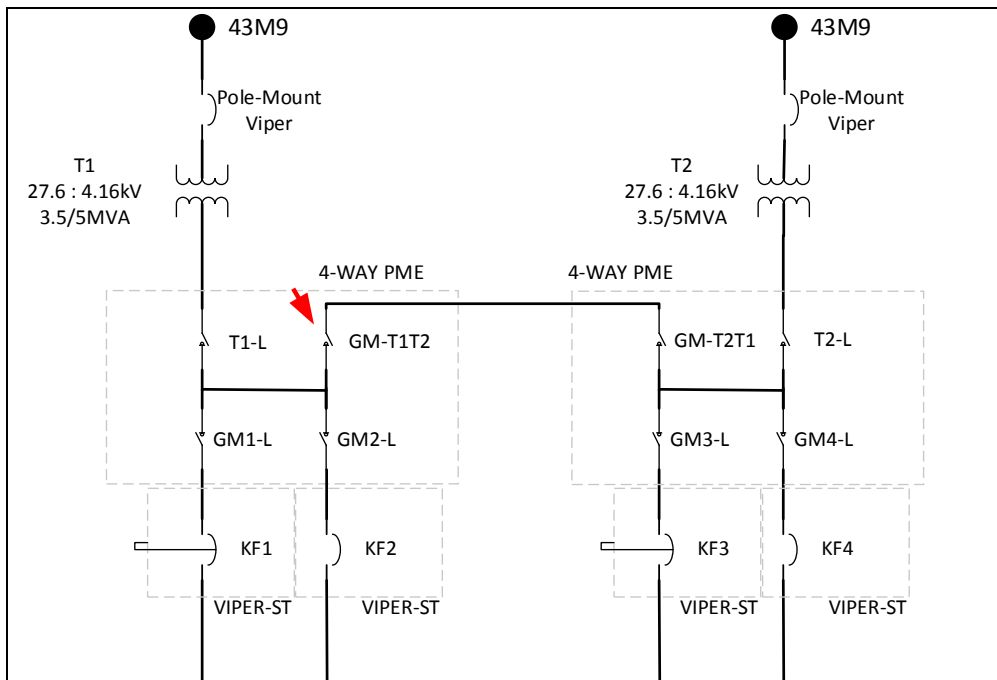 43M9
43M9
Pole-Mount
Viper
Pole-Mount
Viper
T1
27.6 : 4.16kV
3.5/5MVA
T2
27.6 : 4.16kV
3.5/5MVA
4-WAY PME
4-WAY PME
T1-L
GM-T1T2
GM-T2T1
T2-L
GM1-L
GM2-L
GM3-L
GM4-L
KF1
KF2
KF3
KF4
VIPER-ST
VIPER-ST
VIPER-ST
VIPER-ST